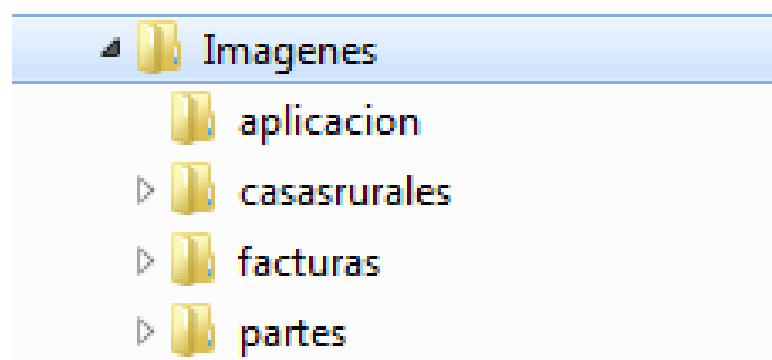 Imagenes
aplicacion
casasrurales
facturas
partes